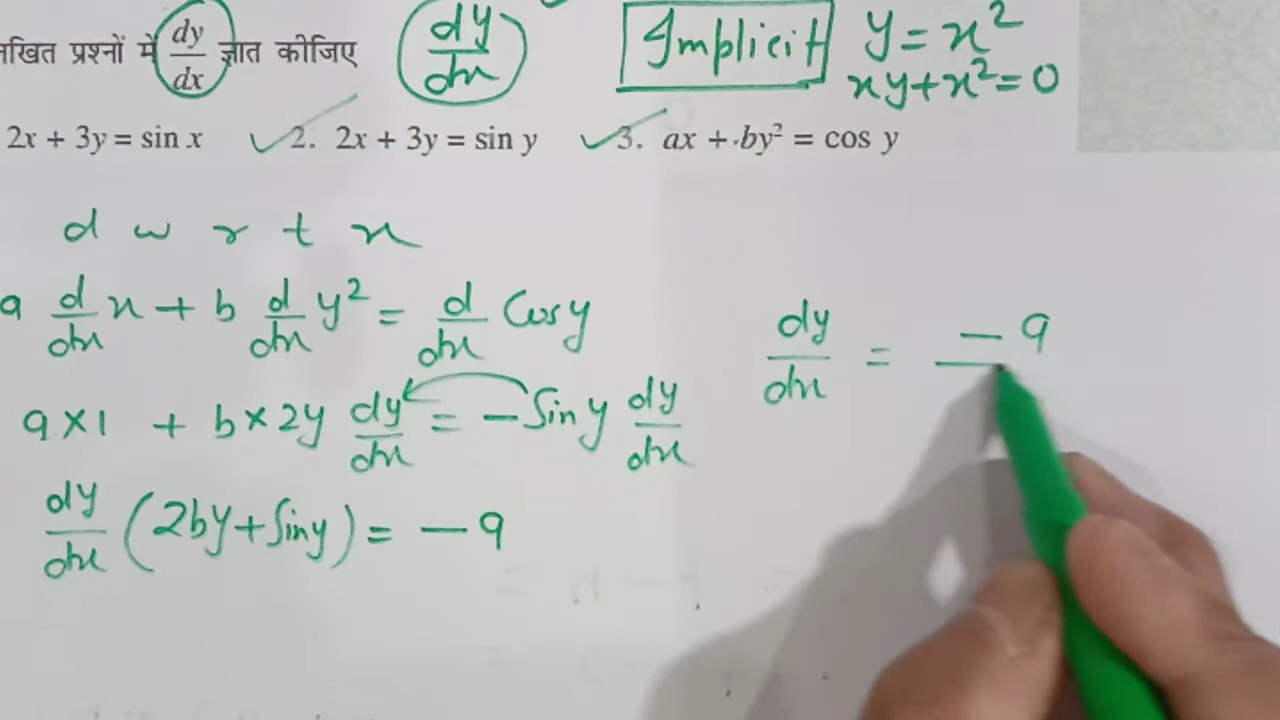 प्रश्नों में dy/dx ज्ञात कीजिए dy/dx Implicit y = x²
xy + x² = 0
2x + 3y = sin x 2. 2x + 3y = sin y 3. ax + by² = cos y
d w r t x
a d/dx x + b d/dx y² = d/dx Cos y
a × 1 + b × 2y dy/dx = - Sin y dy/dx
dy/dx (2by + Sin y) = - a
dy/dx = - a